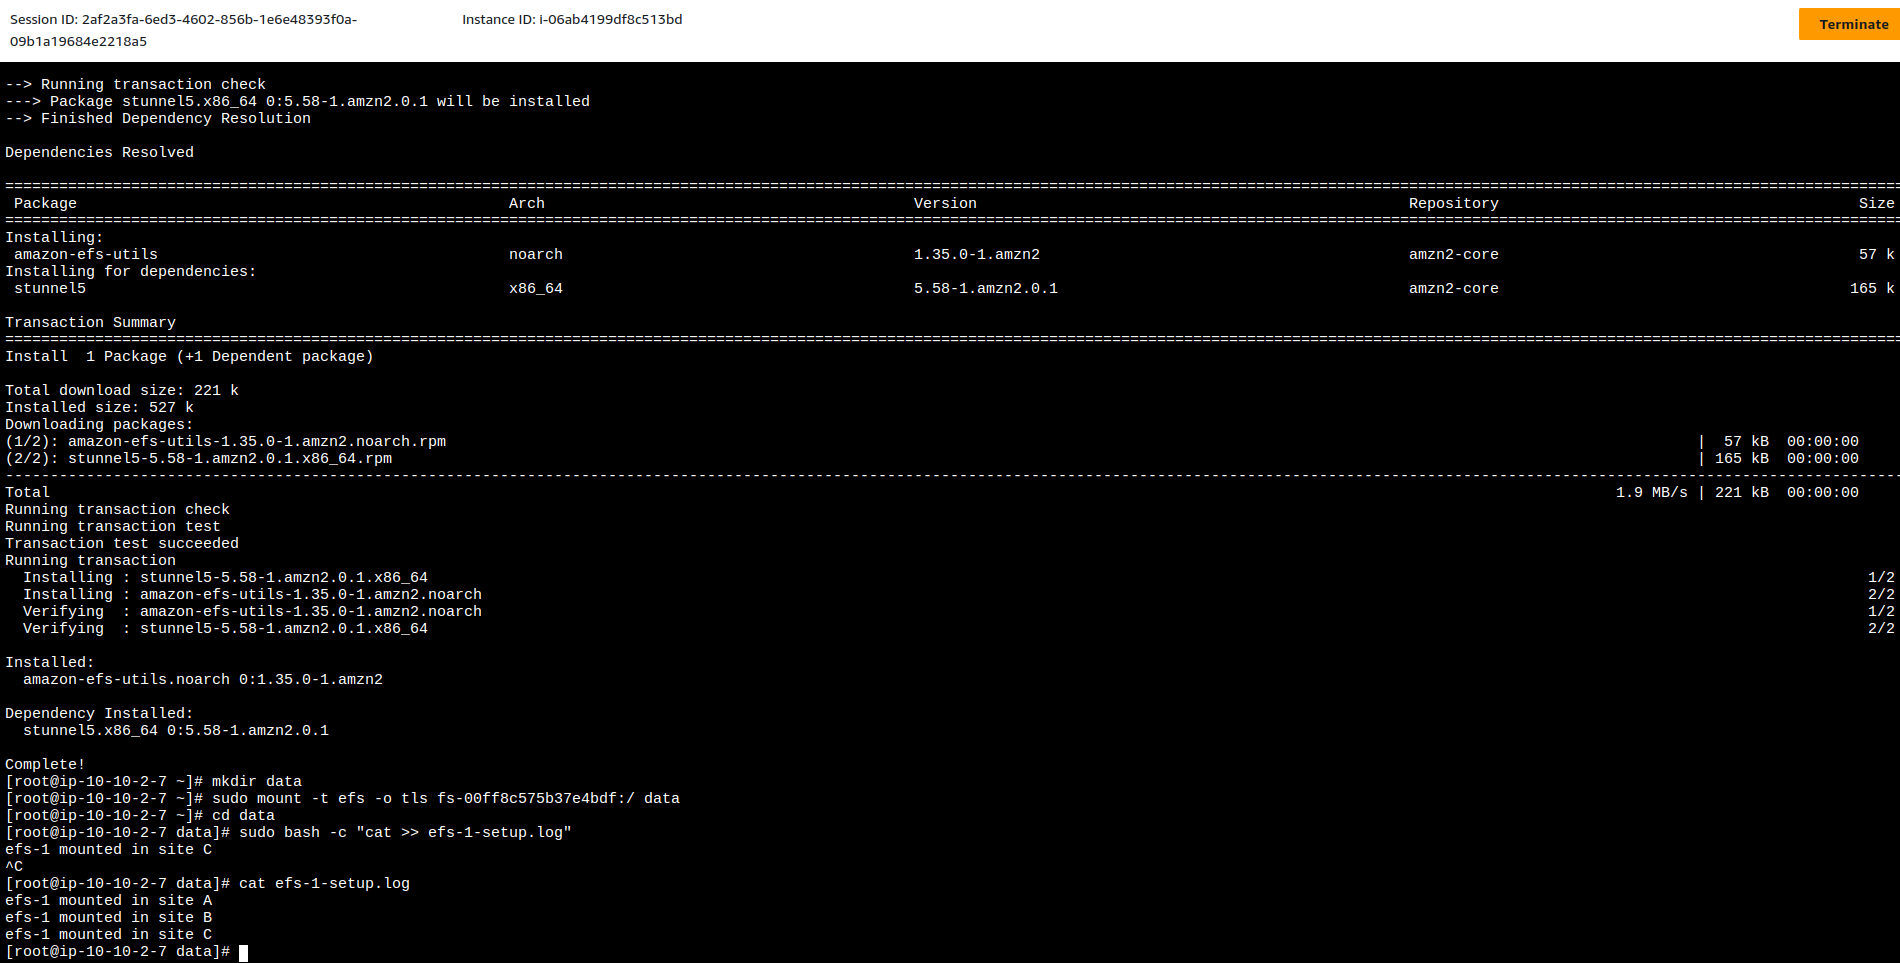 Session ID: 2af2a3fa-6ed3-4602-856b-1e6e48393f0a-09b1a19684e2218a5
Instance ID: i-06ab4199df8c513bd
Terminate
--> Running transaction check
---> Package stunnel5.x86_64 0:5.58-1.amzn2.0.1 will be installed
--> Finished Dependency Resolution
Dependencies Resolved
Package Arch Version Repository Size
Installing:
amazon-efs-utils noarch 1.35.0-1.amzn2 amzn2-core 57 k
Installing for dependencies:
stunnel5 x86_64 5.58-1.amzn2.0.1 amzn2-core 165 k
Transaction Summary
Install  1 Package (+1 Dependent package)
Total download size: 221 k
Installed size: 527 k
Downloading packages:
(1/2): amazon-efs-utils-1.35.0-1.amzn2.noarch.rpm | 57 kB 00:00:00
(2/2): stunnel5-5.58-1.amzn2.0.1.x86_64.rpm | 165 kB 00:00:00
Total 1.9 MB/s | 221 kB 00:00:00
Running transaction check
Running transaction test
Transaction test succeeded
Running transaction
Installing : stunnel5-5.58-1.amzn2.0.1.x86_64 1/2
Installing : amazon-efs-utils-1.35.0-1.amzn2.noarch 2/2
Verifying  : amazon-efs-utils-1.35.0-1.amzn2.noarch 1/2
Verifying  : stunnel5-5.58-1.amzn2.0.1.x86_64 2/2
Installed:
amazon-efs-utils.noarch 0:1.35.0-1.amzn2
Dependency Installed:
stunnel5.x86_64 0:5.58-1.amzn2.0.1
Complete!
[root@ip-10-10-2-7 ~]# mkdir data
[root@ip-10-10-2-7 ~]# sudo mount -t efs -o tls fs-00ff8c575b37e4bdf:/ data
[root@ip-10-10-2-7 ~]# cd data
[root@ip-10-10-2-7 data]# sudo bash -c "cat >> efs-1-setup.log"
efs-1 mounted in site C
^C
[root@ip-10-10-2-7 data]# cat efs-1-setup.log
efs-1 mounted in site A
efs-1 mounted in site B
efs-1 mounted in site C
[root@ip-10-10-2-7 data]#